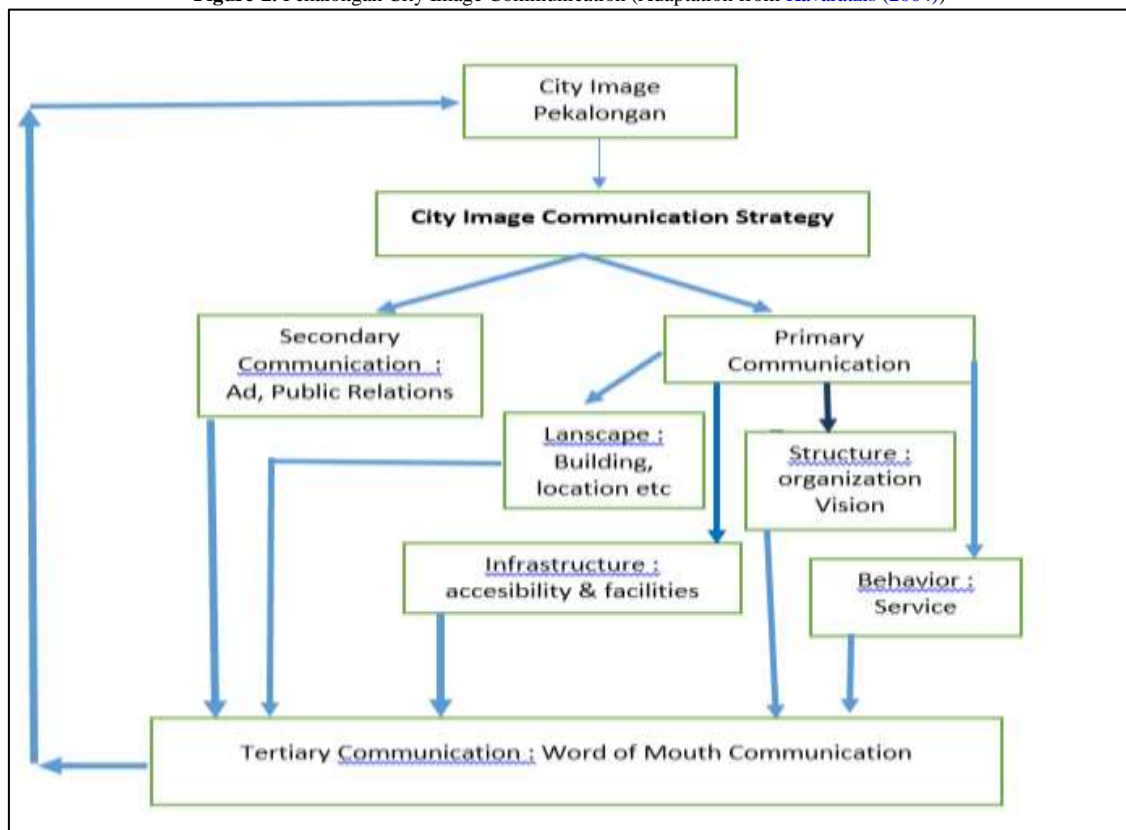 City Image
Pekalongan
City Image Communication Strategy
Secondary
Communication :
Ad, Public Relations
Primary
Communication
Lanscape :
Building,
location etc
Structure :
organization
Vision
Infrastructure :
accesibility & facilities
Behavior :
Service
Tertiary Communication : Word of Mouth Communication